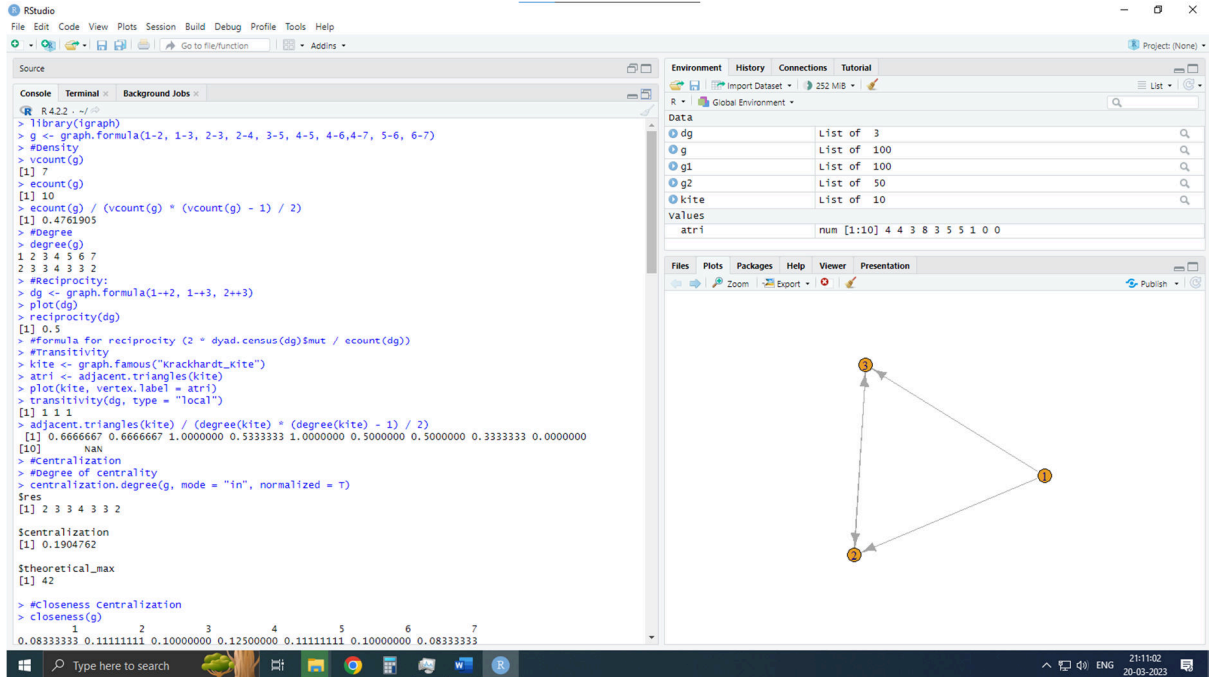 RStudio
File Edit Code View Plots Session Build Debug Profile Tools Help
Go to file/function Addins
Project: (None)
Source
Console Terminal Background Jobs
R 4.2.2 · ~/
> library(igraph)
> g <- graph.formula(1-2, 1-3, 2-3, 2-4, 3-5, 4-5, 4-6,4-7, 5-6, 6-7)
> #Density
> vcount(g)
[1] 7
> ecount(g)
[1] 10
> ecount(g) / (vcount(g) * (vcount(g) - 1) / 2)
[1] 0.4761905
> #Degree
> degree(g)
1 2 3 4 5 6 7
2 3 3 4 3 3 2
> #Reciprocity:
> dg <- graph.formula(1-+2, 1-+3, 2++3)
> plot(dg)
> reciprocity(dg)
[1] 0.5
> #formula for reciprocity (2 * dyad.census(dg)$mut / ecount(dg))
> #Transitivity
> kite <- graph.famous("Krackhardt_Kite")
> atri <- adjacent.triangles(kite)
> plot(kite, vertex.label = atri)
> transitivity(dg, type = "local")
[1] 1 1 1
> adjacent.triangles(kite) / (degree(kite) * (degree(kite) - 1) / 2)
[1] 0.6666667 0.6666667 1.0000000 0.5333333 1.0000000 0.5000000 0.5000000 0.3333333 0.0000000
[10] NaN
> #Centralization
> #Degree of centrality
> centralization.degree(g, mode = "in", normalized = T)
$res
[1] 2 3 3 4 3 3 2
$centralization
[1] 0.1904762
$theoretical_max
[1] 42
> #Closeness Centralization
> closeness(g)
1 2 3 4 5 6 7
0.08333333 0.11111111 0.10000000 0.12500000 0.11111111 0.10000000 0.08333333
Environment History Connections Tutorial
Import Dataset 252 MiB List
R Global Environment
Data
dg List of 3
g List of 100
g1 List of 100
g2 List of 50
kite List of 10
Values
atri num [1:10] 4 4 3 8 3 5 5 1 0 0
Files Plots Packages Help Viewer Presentation
Zoom Export Publish
3
1
2
Type here to search
ENG
21:11:02
20-03-2023